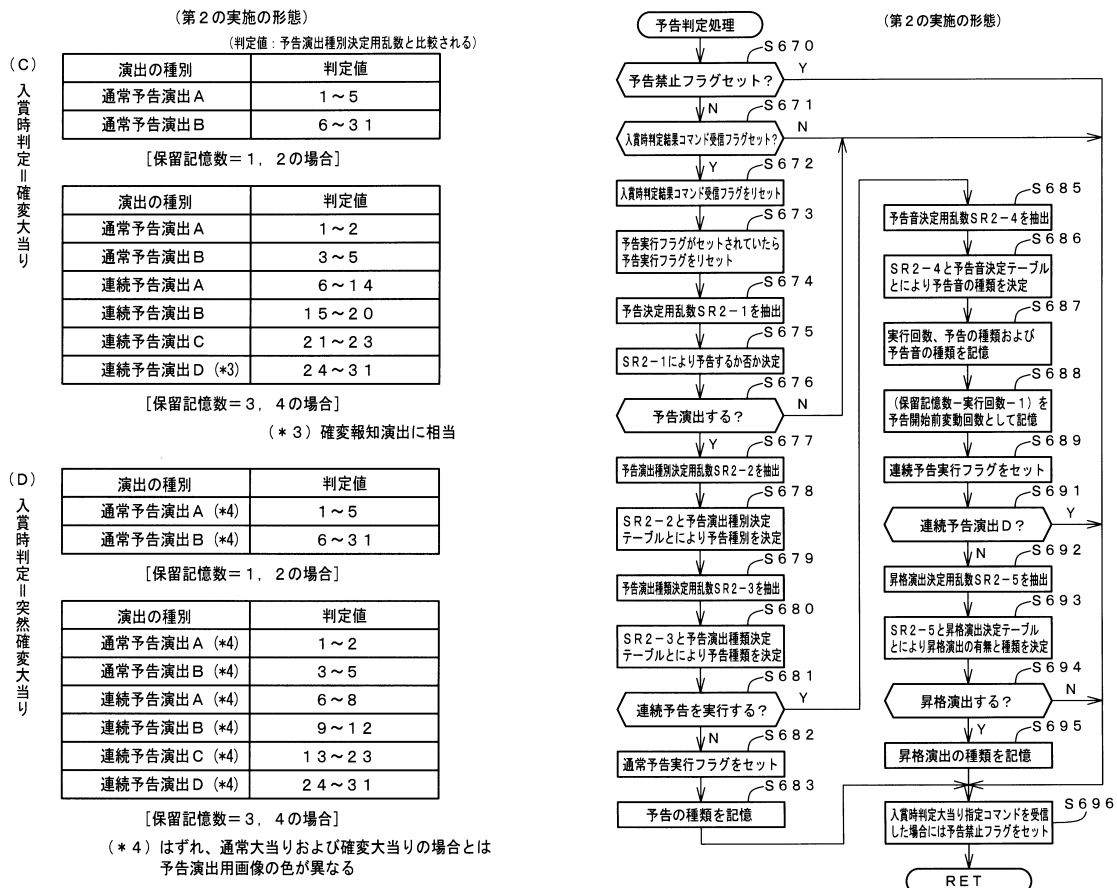 (第2の実施の形態)
(判定値：予告演出種別決定用乱数と比較される)
(C)
入賞時判定＝確変大当り
演出の種別 判定値
通常予告演出A 1～5
通常予告演出B 6～31
[保留記憶数＝1，2の場合]
演出の種別 判定値
通常予告演出A 1～2
通常予告演出B 3～5
連続予告演出A 6～14
連続予告演出B 15～20
連続予告演出C 21～23
連続予告演出D (*3) 24～31
[保留記憶数＝3，4の場合]
(＊3) 確変報知演出に相当
(D)
入賞時判定＝突然確変大当り
演出の種別 判定値
通常予告演出A (*4) 1～5
通常予告演出B (*4) 6～31
[保留記憶数＝1，2の場合]
演出の種別 判定値
通常予告演出A (*4) 1～2
通常予告演出B (*4) 3～5
連続予告演出A (*4) 6～8
連続予告演出B (*4) 9～12
連続予告演出C (*4) 13～23
連続予告演出D (*4) 24～31
[保留記憶数＝3，4の場合]
(＊4) はずれ、通常大当りおよび確変大当りの場合とは
予告演出用画像の色が異なる
(第2の実施の形態)
予告判定処理
S670
予告禁止フラグセット？
Y
N
S671
入賞時判定結果コマンド受信フラグセット？
N
Y
S672
入賞時判定結果コマンド受信フラグをリセット
S673
予告実行フラグがセットされていたら
予告実行フラグをリセット
S674
予告決定用乱数SR2－1を抽出
S675
SR2－1により予告するか否か決定
S676
予告演出する？
N
Y
S677
予告演出種別決定用乱数SR2－2を抽出
S678
SR2－2と予告演出種別決定
テーブルとにより予告種別を決定
S679
予告演出種類決定用乱数SR2－3を抽出
S680
SR2－3と予告演出種類決定
テーブルとにより予告種類を決定
S681
連続予告を実行する？
Y
N
S682
通常予告実行フラグをセット
S683
予告の種類を記憶
S685
予告音決定用乱数SR2－4を抽出
S686
SR2－4と予告音決定テーブル
とにより予告音の種類を決定
S687
実行回数、予告の種類および
予告音の種類を記憶
S688
(保留記憶数－実行回数－1) を
予告開始前変動回数として記憶
S689
連続予告実行フラグをセット
S691
連続予告演出D？
Y
N
S692
昇格演出決定用乱数SR2－5を抽出
S693
SR2－5と昇格演出決定テーブル
とにより昇格演出の有無と種類を決定
S694
昇格演出する？
N
Y
S695
昇格演出の種類を記憶
S696
入賞時判定大当り指定コマンドを受信
した場合には予告禁止フラグをセット
RET